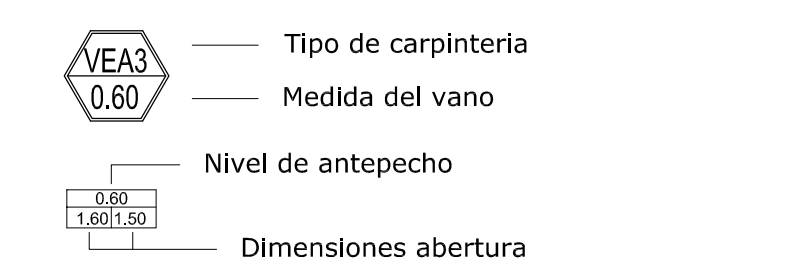 VEA3
Tipo de carpinteria
0.60
Medida del vano
Nivel de antepecho
0.60
1.60 1.50
Dimensiones abertura